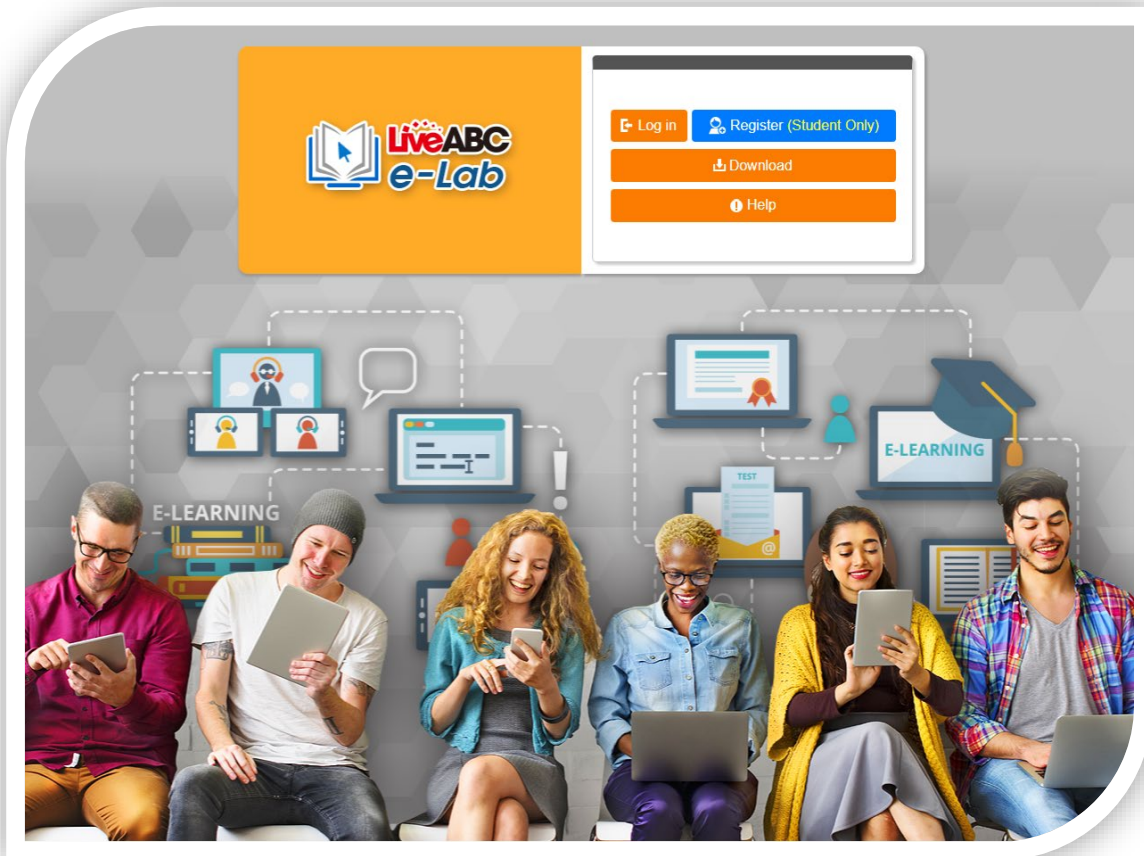 LiveABC
e-Lab
Log in
Register (Student Only)
Download
Help
E-LEARNING
TEST
@
E-LEARNING